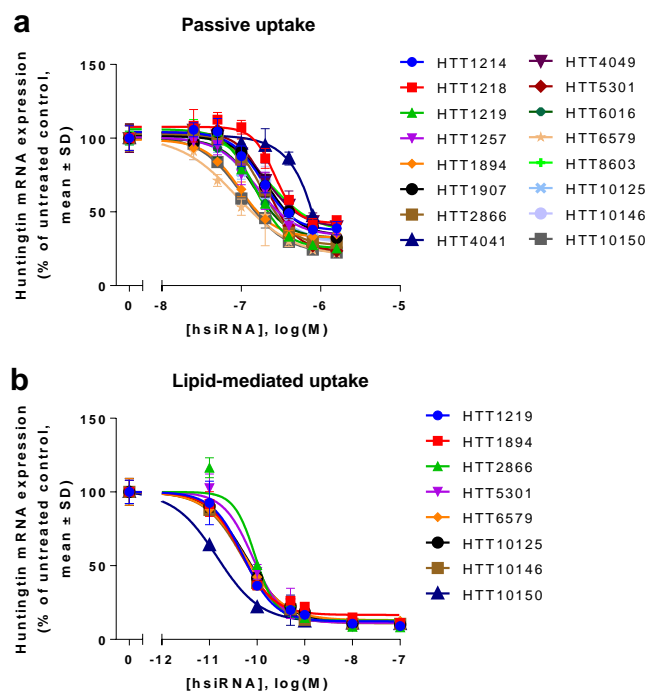 a
Passive uptake
Huntingtin mRNA expression
(% of untreated control,
mean ± SD)
150
100
50
0
0
-8
-7
-6
-5
[hsiRNA], log(M)
HTT1214
HTT1218
HTT1219
HTT1257
HTT1894
HTT1907
HTT2866
HTT4041
HTT4049
HTT5301
HTT6016
HTT6579
HTT8603
HTT10125
HTT10146
HTT10150
b
Lipid-mediated uptake
Huntingtin mRNA expression
(% of untreated control,
mean ± SD)
150
100
50
0
0
-12
-11
-10
-9
-8
-7
[hsiRNA], log(M)
HTT1219
HTT1894
HTT2866
HTT5301
HTT6579
HTT10125
HTT10146
HTT10150